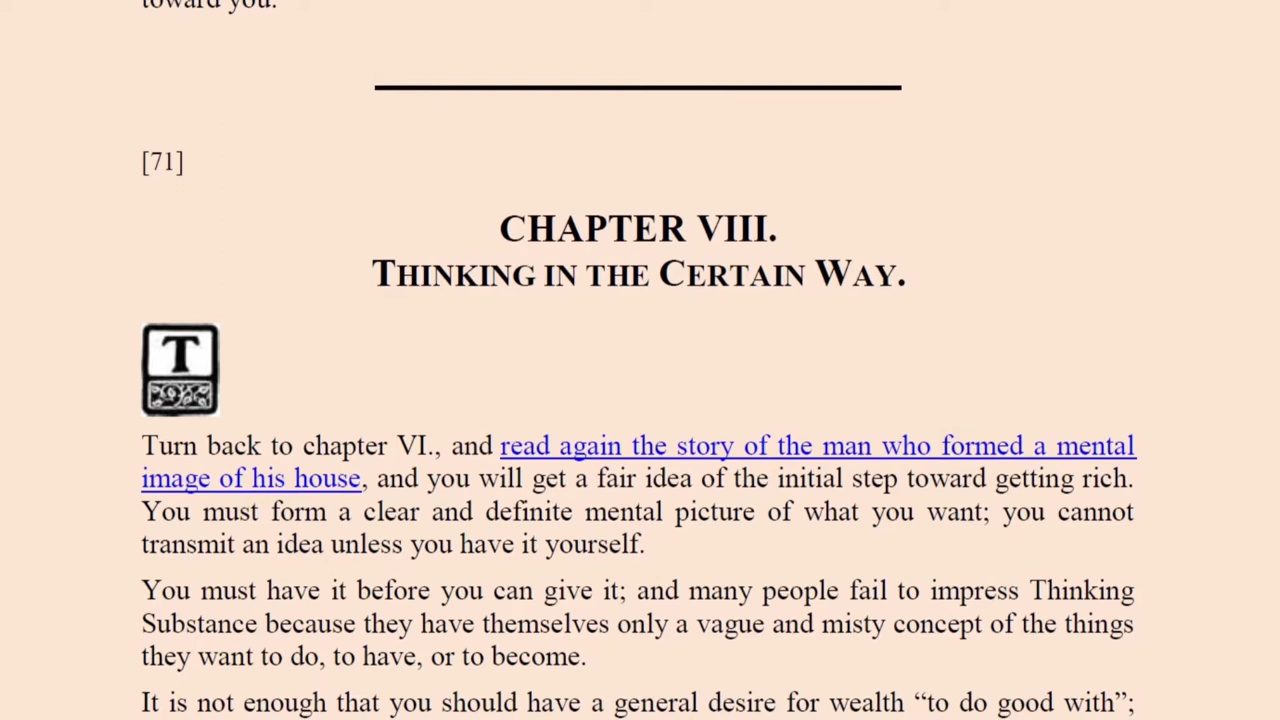 toward you.
[71]
CHAPTER VIII.
THINKING IN THE CERTAIN WAY.
T
Turn back to chapter VI., and read again the story of the man who formed a mental
image of his house, and you will get a fair idea of the initial step toward getting rich.
You must form a clear and definite mental picture of what you want; you cannot
transmit an idea unless you have it yourself.
You must have it before you can give it; and many people fail to impress Thinking
Substance because they have themselves only a vague and misty concept of the things
they want to do, to have, or to become.
It is not enough that you should have a general desire for wealth “to do good with”;